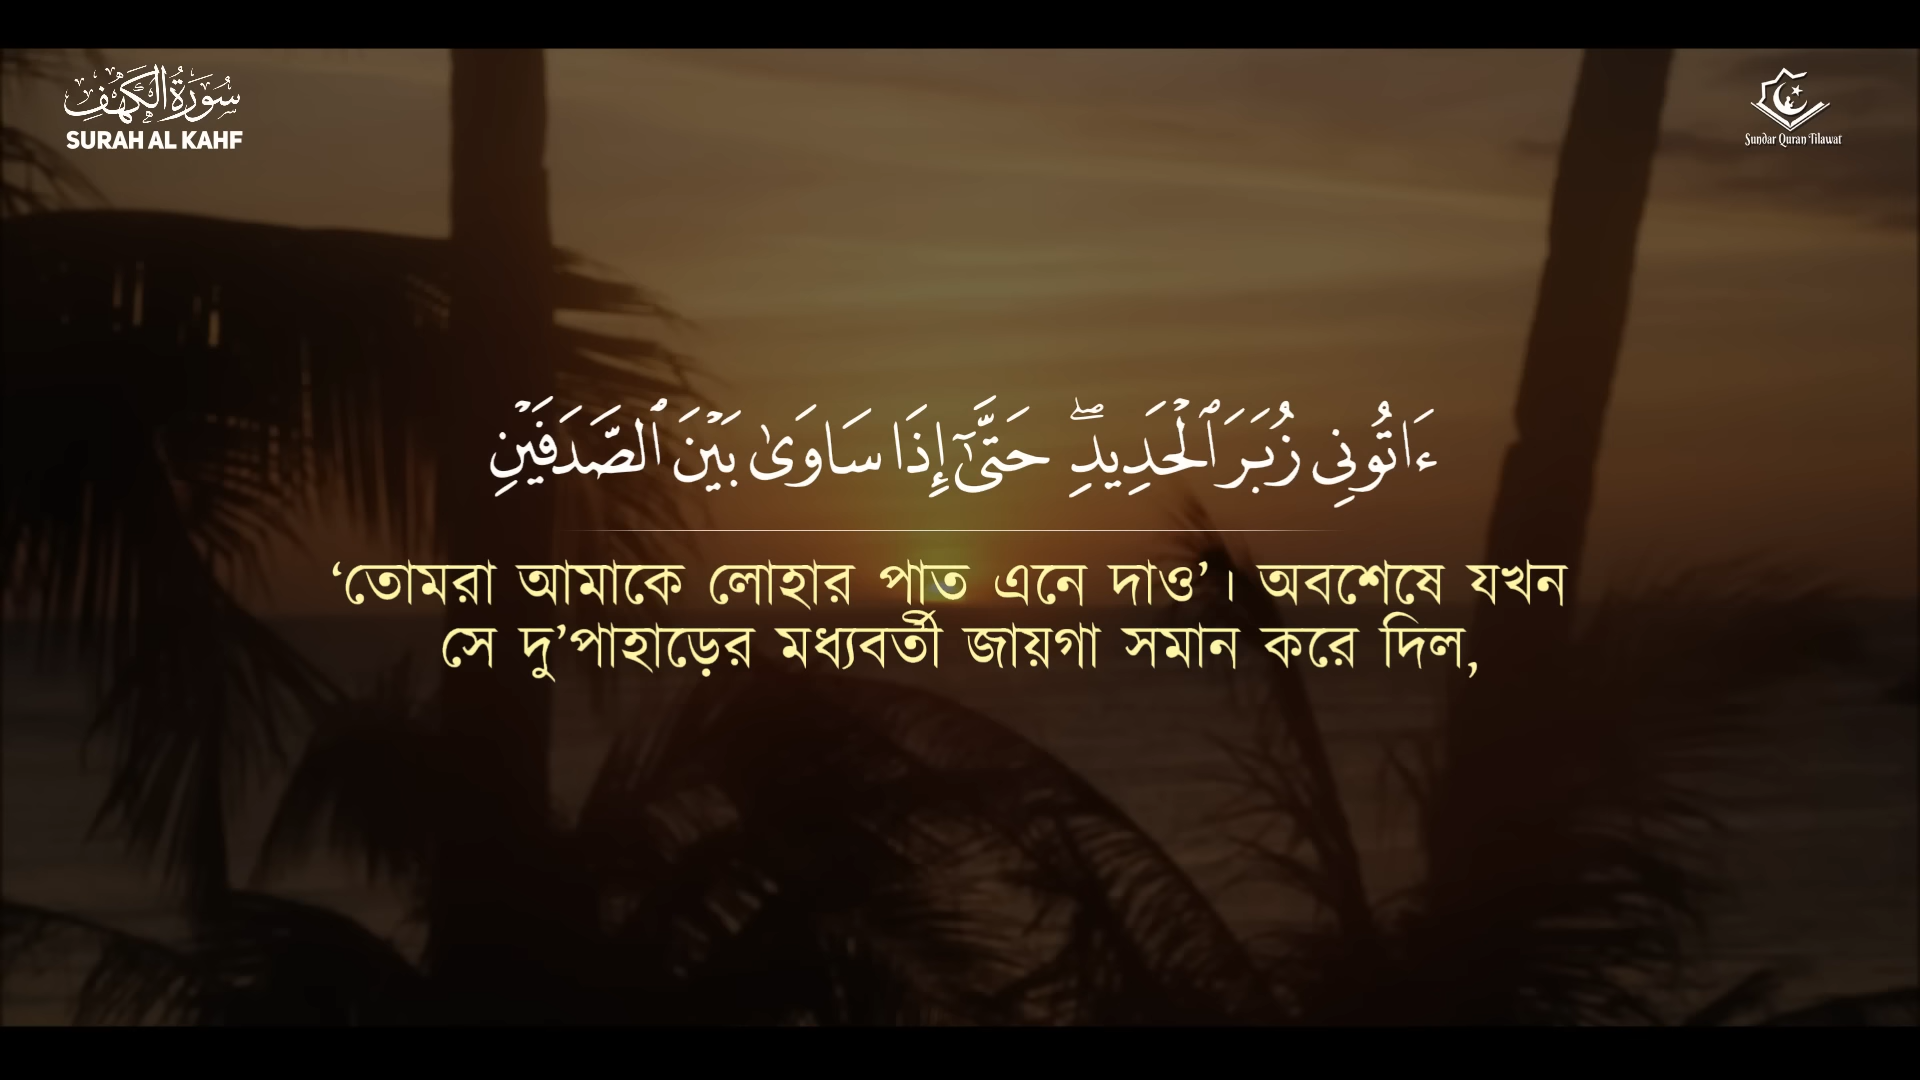 سُورَةُ الكَهْفِ
SURAH AL KAHF
Sundar Quran Tilawat
ءَاتُونِى زُبَرَ ٱلْحَدِيدِ ۖ حَتَّىٰٓ إِذَا سَاوَىٰ بَيْنَ ٱلصَّدَفَيْنِ
‘তোমরা আমাকে লোহার পাত এনে দাও’। অবশেষে যখন
সে দু’পাহাড়ের মধ্যবর্তী জায়গা সমান করে দিল,